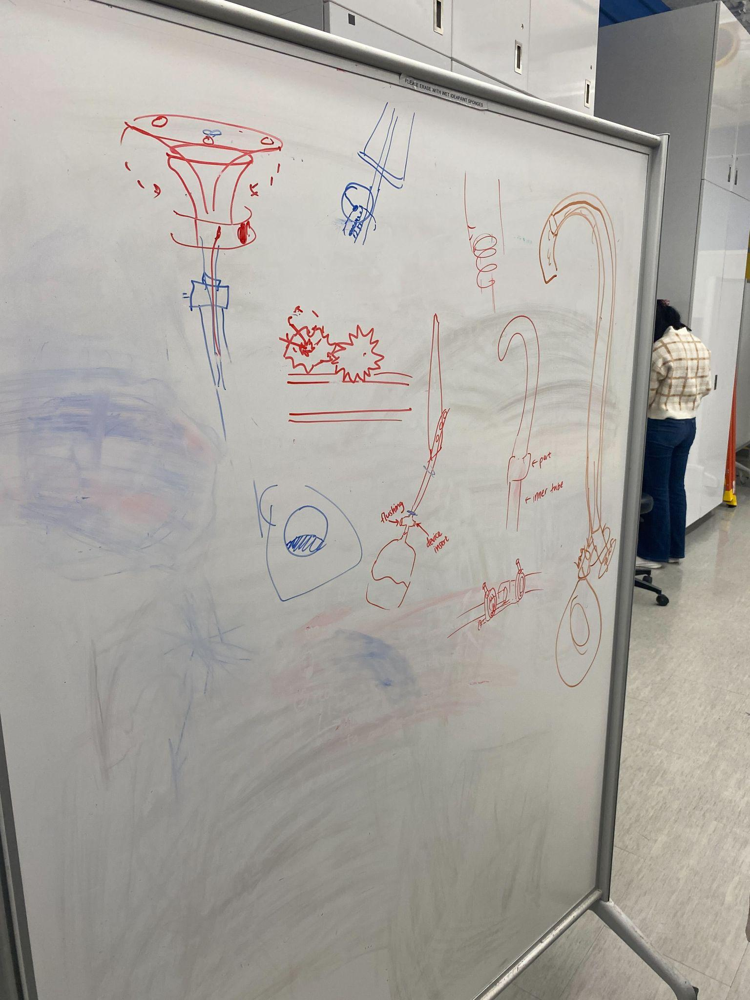 PLEASE ERASE WITH WET IDEAPAINT SPONGES
← port
← inner tube
flushing
device
insert